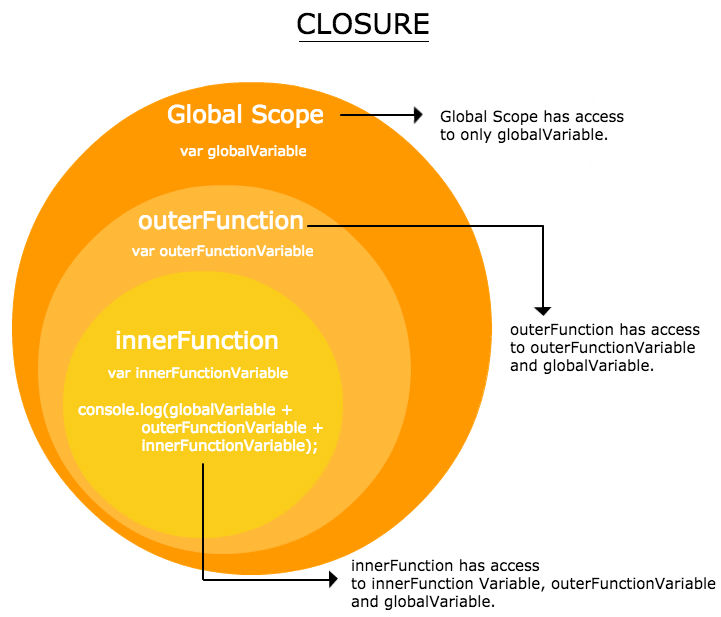 CLOSURE
Global Scope
var globalVariable
Global Scope has access
to only globalVariable.
outerFunction
var outerFunctionVariable
outerFunction has access
to outerFunctionVariable
and globalVariable.
innerFunction
var innerFunctionVariable
console.log(globalVariable +
outerFunctionVariable +
innerFunctionVariable);
innerFunction has access
to innerFunction Variable, outerFunctionVariable
and globalVariable.